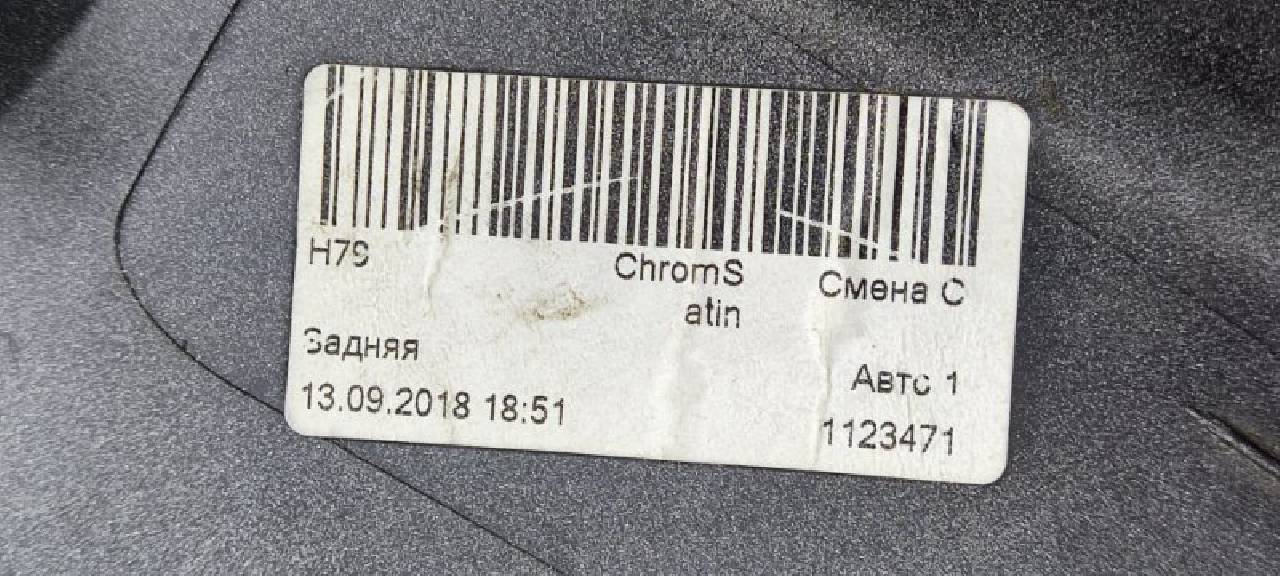 H79 ChromS Смена С
atin
Задняя
Автс 1
13.09.2018 18:51
1123471